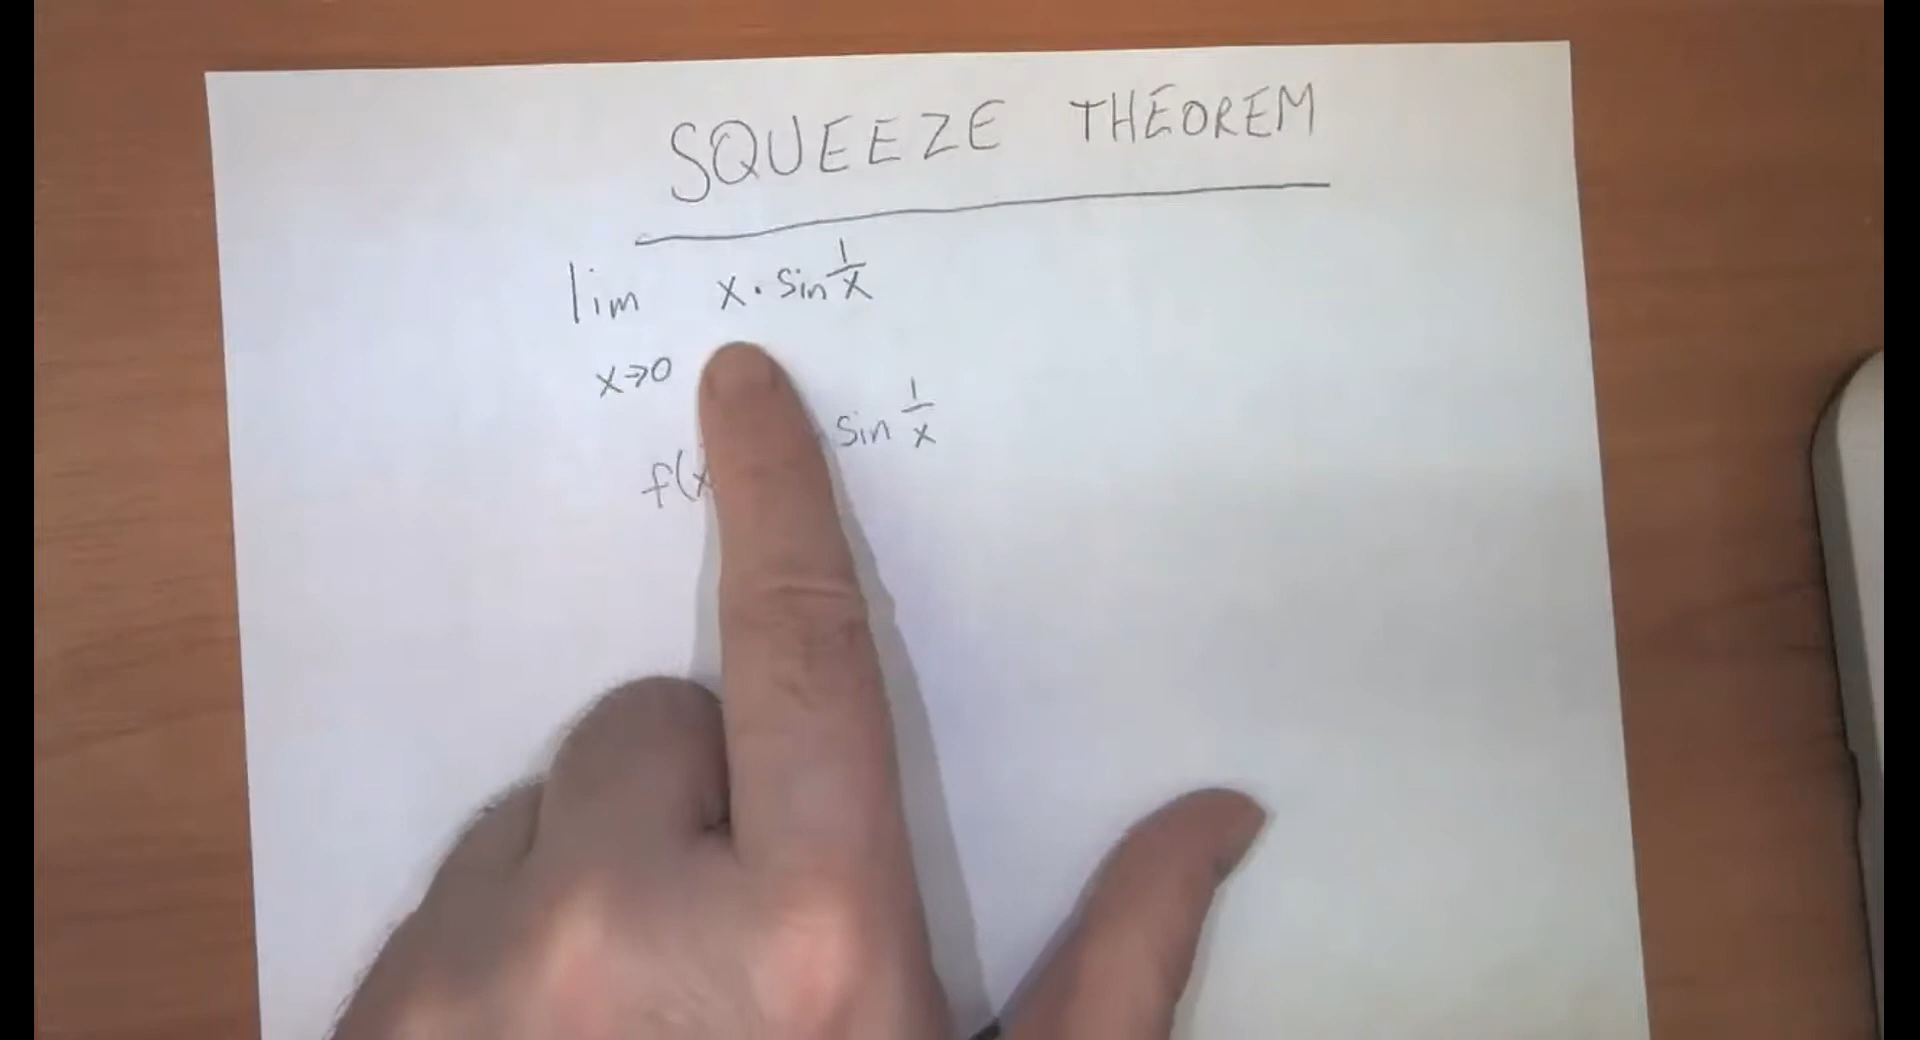 SQUEEZE THEOREM
lim x · sin 1/x
x→0
f(x sin 1/x